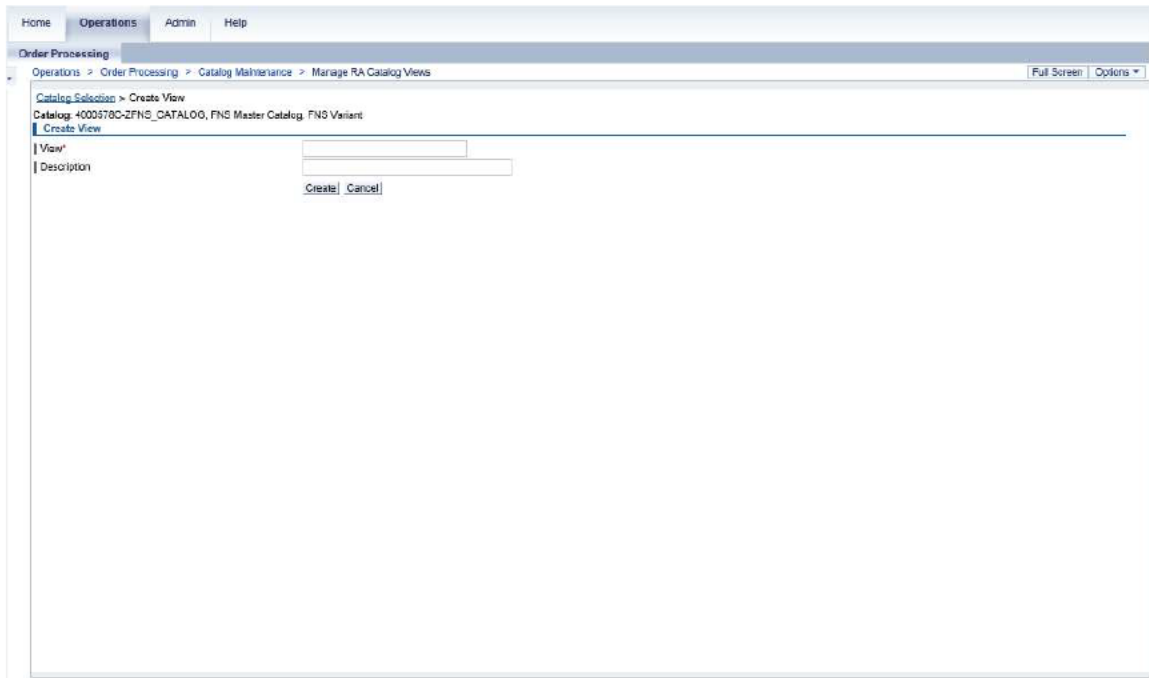 Home Operations Admin Help
Order Processing
Operations > Order Processing > Catalog Maintenance > Manage RA Catalog Views Full Screen Options
Catalog Selection > Create View
Catalog: 4000578C-ZFNS_CATALOG, FNS Master Catalog, FNS Variant
Create View
View*
Description
Create Cancel